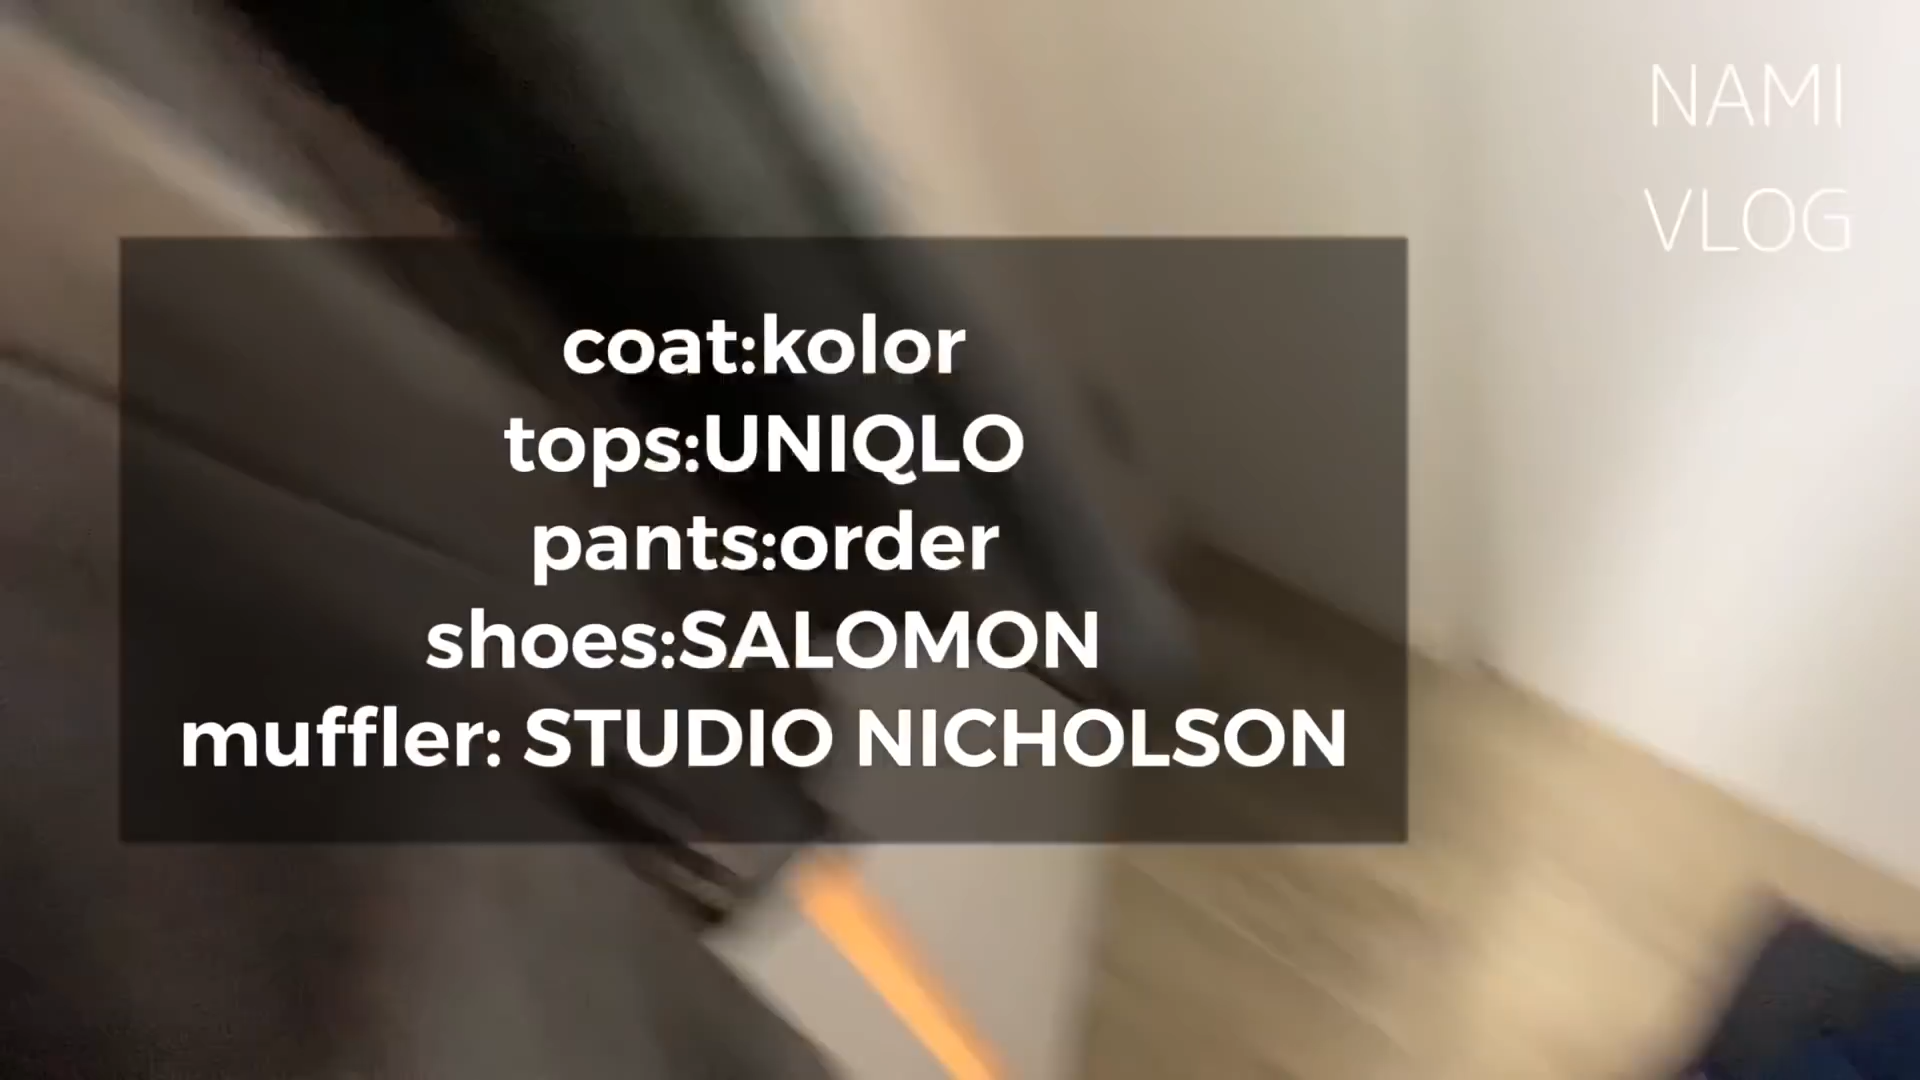 NAMI
VLOG
coat:kolor
tops:UNIQLO
pants:order
shoes:SALOMON
muffler: STUDIO NICHOLSON